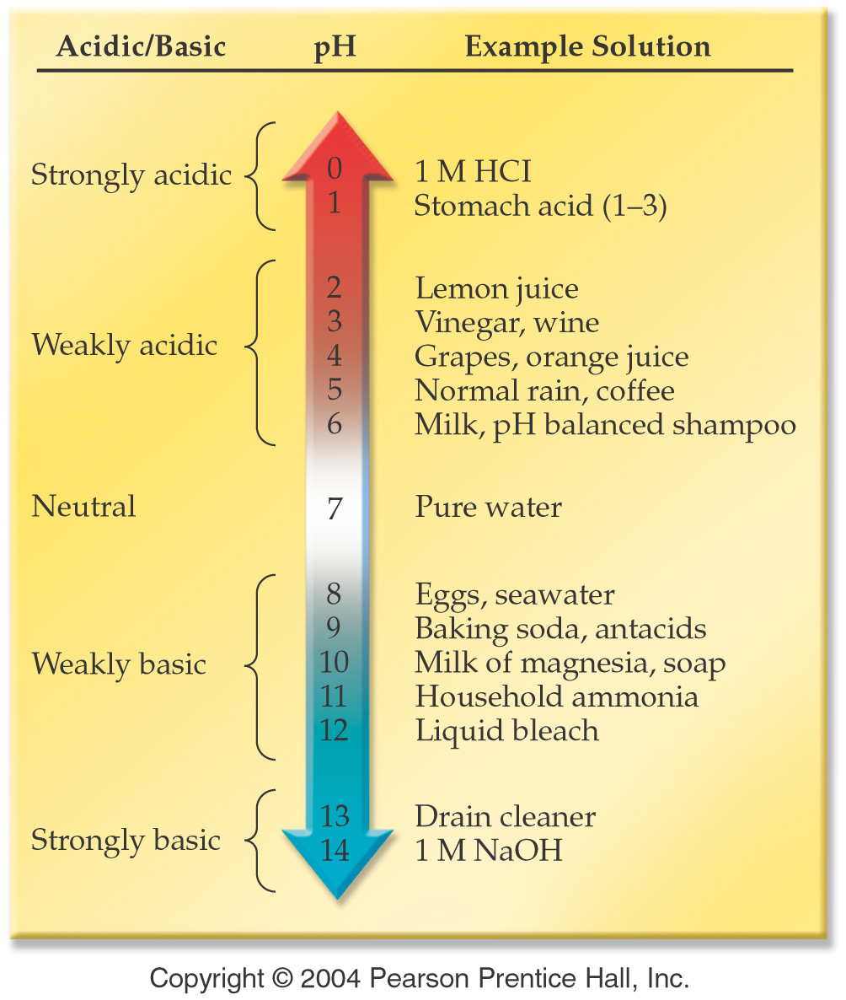 Acidic/Basic pH Example Solution
Strongly acidic
0 1 M HCl
1 Stomach acid (1–3)
2 Lemon juice
3 Vinegar, wine
Weakly acidic 4 Grapes, orange juice
5 Normal rain, coffee
6 Milk, pH balanced shampoo
Neutral 7 Pure water
8 Eggs, seawater
9 Baking soda, antacids
Weakly basic 10 Milk of magnesia, soap
11 Household ammonia
12 Liquid bleach
13 Drain cleaner
Strongly basic
14 1 M NaOH
Copyright © 2004 Pearson Prentice Hall, Inc.